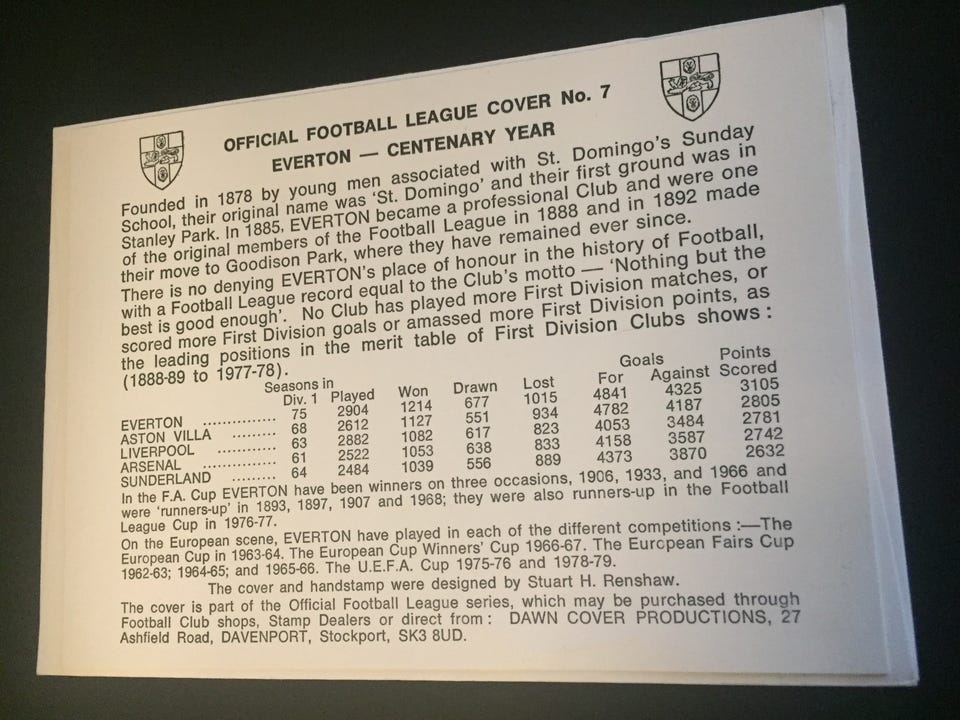 OFFICIAL FOOTBALL LEAGUE COVER No. 7
EVERTON — CENTENARY YEAR
Founded in 1878 by young men associated with St. Domingo's Sunday
School, their original name was 'St. Domingo' and their first ground was in
Stanley Park. In 1885, EVERTON became a professional Club and were one
of the original members of the Football League in 1888 and in 1892 made
their move to Goodison Park, where they have remained ever since.
There is no denying EVERTON's place of honour in the history of Football,
with a Football League record equal to the Club's motto — 'Nothing but the
best is good enough'. No Club has played more First Division matches, or
scored more First Division goals or amassed more First Division points, as
the leading positions in the merit table of First Division Clubs shows :
(1888-89 to 1977-78).
Seasons in Goals Points
Div. 1 Played Won Drawn Lost For Against Scored
EVERTON .............. 75 2904 1214 677 1015 4841 4325 3105
ASTON VILLA ......... 68 2612 1127 551 934 4782 4187 2805
LIVERPOOL ............ 63 2882 1082 617 823 4053 3484 2781
ARSENAL .............. 61 2522 1053 638 833 4158 3587 2742
SUNDERLAND ......... 64 2484 1039 556 889 4373 3870 2632
In the F.A. Cup EVERTON have been winners on three occasions, 1906, 1933, and 1966 and
were 'runners-up' in 1893, 1897, 1907 and 1968; they were also runners-up in the Football
League Cup in 1976-77.
On the European scene, EVERTON have played in each of the different competitions :—The
European Cup in 1963-64. The European Cup Winners' Cup 1966-67. The European Fairs Cup
1962-63; 1964-65; and 1965-66. The U.E.F.A. Cup 1975-76 and 1978-79.
The cover and handstamp were designed by Stuart H. Renshaw.
The cover is part of the Official Football League series, which may be purchased through
Football Club shops, Stamp Dealers or direct from : DAWN COVER PRODUCTIONS, 27
Ashfield Road, DAVENPORT, Stockport, SK3 8UD.